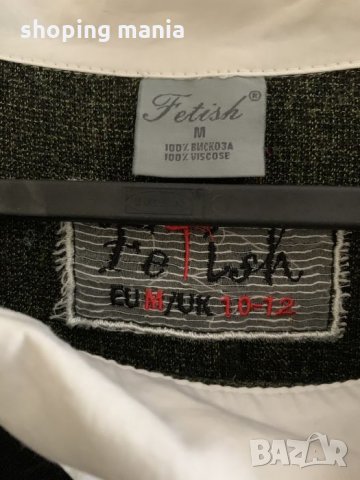 shoping mania
Fetish®
M
100% ВИСКОЗА
100% VISCOSE
Fetish
EU M/UK 10-12
BAZAR